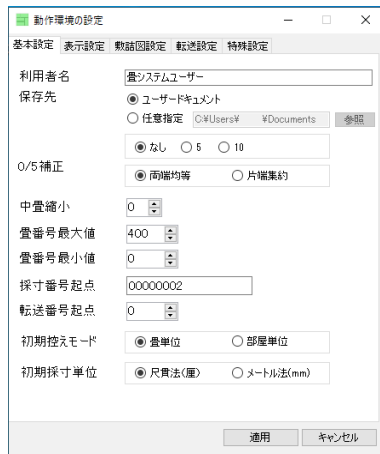 動作環境の設定
基本設定 表示設定 敷詰図設定 転送設定 特殊設定
利用者名 畳システムユーザー
保存先 ユーザードキュメント
任意指定 C:¥Users¥ ¥Documents 参照
なし 5 10
0/5補正
両端均等 片端集約
中畳縮小 0
畳番号最大値 400
畳番号最小値 0
採寸番号起点 00000002
転送番号起点 0
初期控えモード 畳単位 部屋単位
初期採寸単位 尺貫法(厘) メートル法(mm)
適用 キャンセル